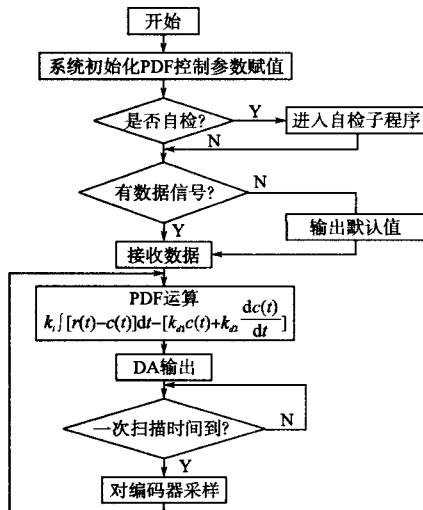 开始
系统初始化PDF控制参数赋值
是否自检?
Y
进入自检子程序
N
有数据信号?
N
输出默认值
Y
接收数据
PDF运算
k_i∫[r(t)-c(t)]dt-[k_{d1}c(t)+k_{d2}\frac{dc(t)}{dt}]
DA输出
一次扫描时间到?
N
Y
对编码器采样